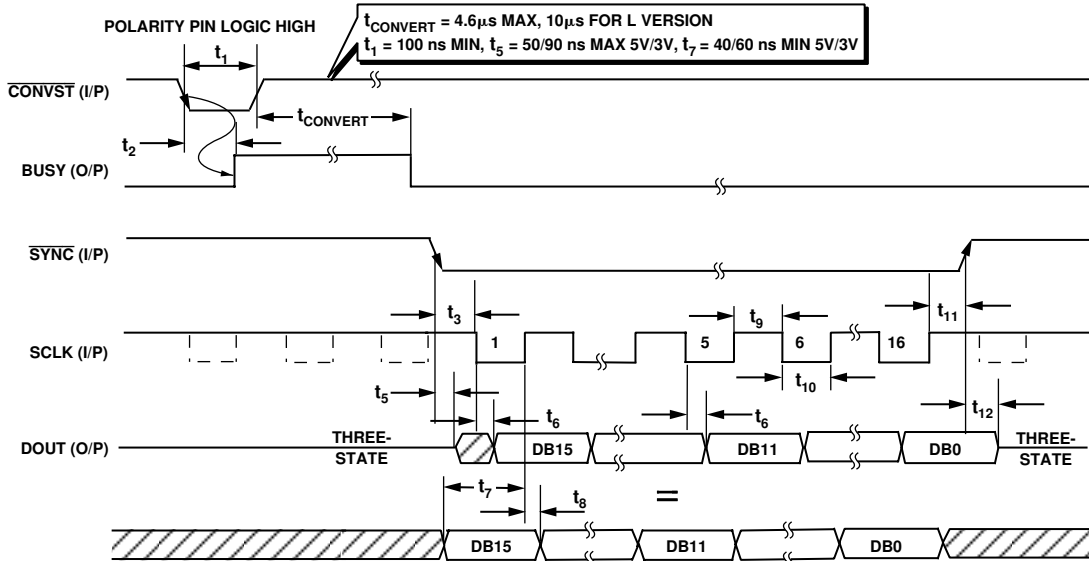 POLARITY PIN LOGIC HIGH
tCONVERT = 4.6µs MAX, 10µs FOR L VERSION
t1 = 100 ns MIN, t5 = 50/90 ns MAX 5V/3V, t7 = 40/60 ns MIN 5V/3V
t1
CONVST (I/P)
tCONVERT
t2
BUSY (O/P)
SYNC (I/P)
t3
t9
t11
SCLK (I/P)
1
5
6
16
t5
t10
t6
t6
t12
DOUT (O/P)
THREE-
STATE
DB15
DB11
DB0
THREE-
STATE
t7
t8
=
DB15
DB11
DB0